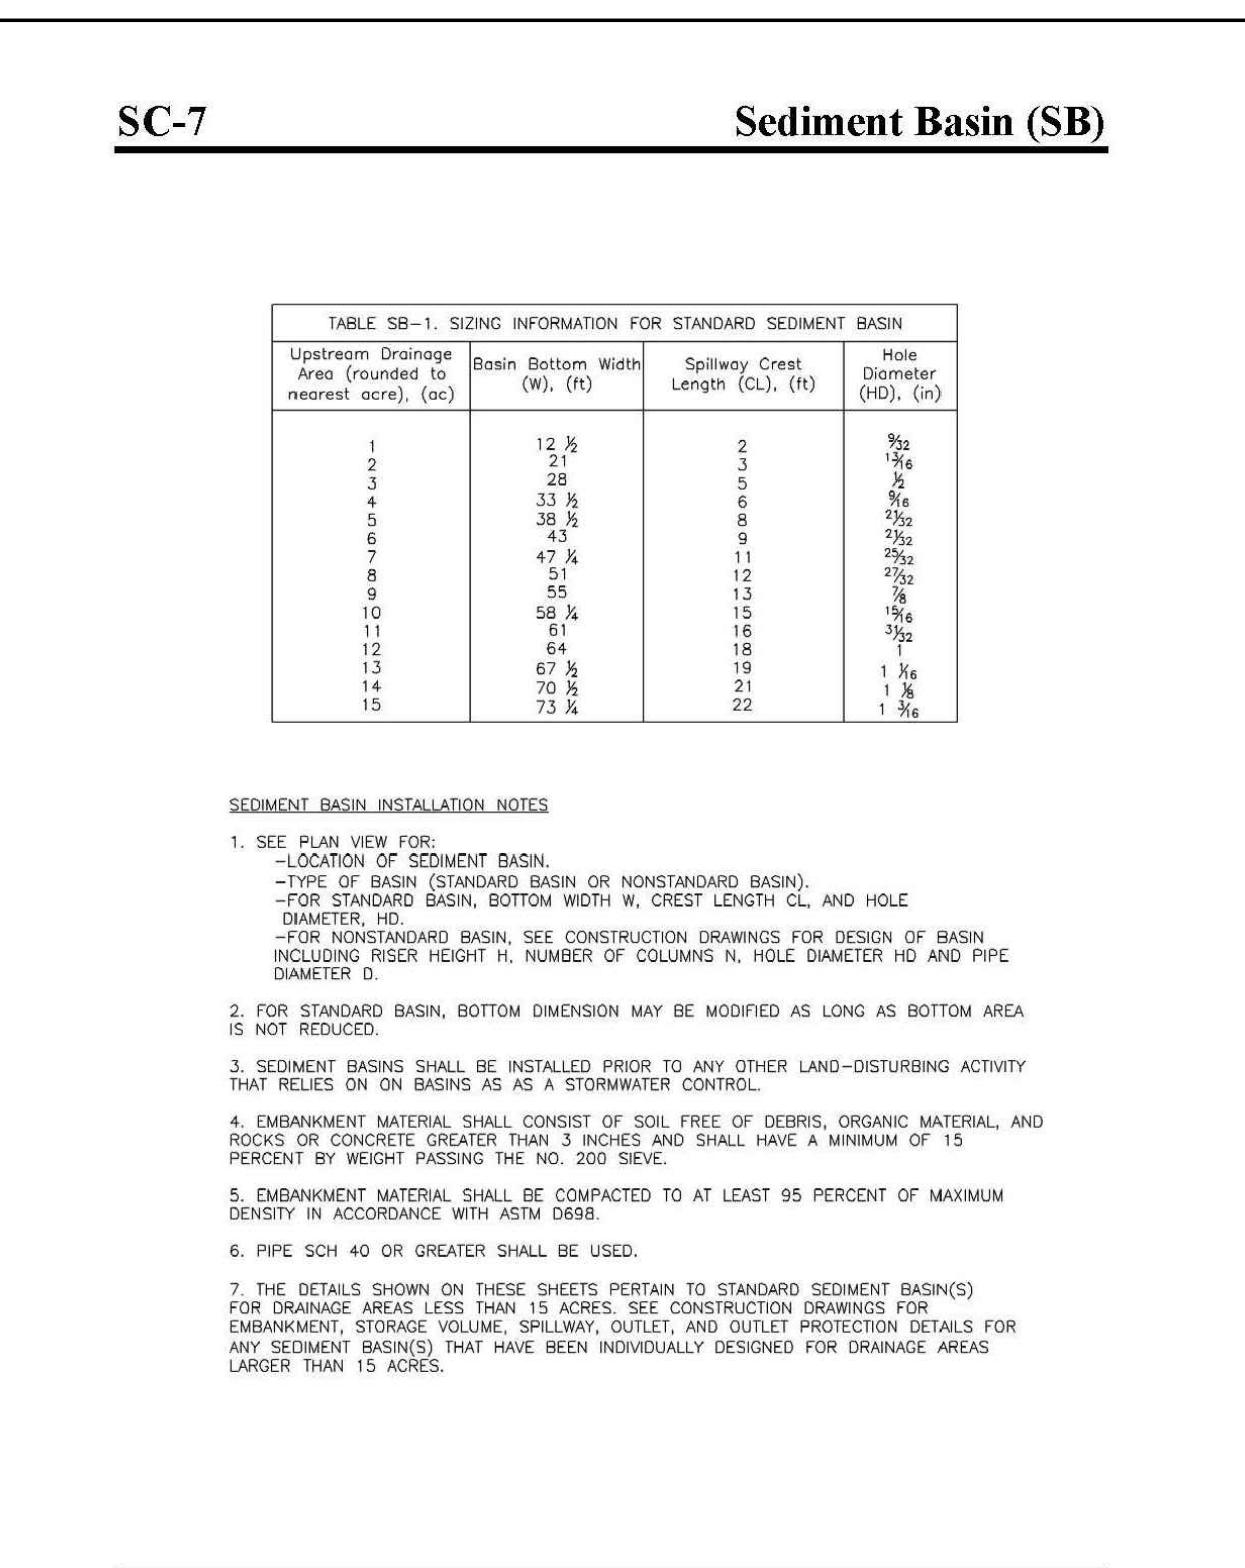 SC-7 Sediment Basin (SB)
TABLE SB-1. SIZING INFORMATION FOR STANDARD SEDIMENT BASIN
Upstream Drainage Area (rounded to nearest acre), (ac) | Basin Bottom Width (W), (ft) | Spillway Crest Length (CL), (ft) | Hole Diameter (HD), (in)
1 12 ½ 2 9/32
2 21 3 13/16
3 28 5 ½
4 33 ½ 6 9/16
5 38 ½ 8 21/32
6 43 9 21/32
7 47 ¼ 11 25/32
8 51 12 27/32
9 55 13 7/8
10 58 ¼ 15 15/16
11 61 16 31/32
12 64 18 1
13 67 ½ 19 1 1/16
14 70 ½ 21 1 1/8
15 73 ¼ 22 1 3/16
SEDIMENT BASIN INSTALLATION NOTES
1. SEE PLAN VIEW FOR:
-LOCATION OF SEDIMENT BASIN.
-TYPE OF BASIN (STANDARD BASIN OR NONSTANDARD BASIN).
-FOR STANDARD BASIN, BOTTOM WIDTH W, CREST LENGTH CL, AND HOLE
DIAMETER, HD.
-FOR NONSTANDARD BASIN, SEE CONSTRUCTION DRAWINGS FOR DESIGN OF BASIN
INCLUDING RISER HEIGHT H, NUMBER OF COLUMNS N, HOLE DIAMETER HD AND PIPE
DIAMETER D.
2. FOR STANDARD BASIN, BOTTOM DIMENSION MAY BE MODIFIED AS LONG AS BOTTOM AREA
IS NOT REDUCED.
3. SEDIMENT BASINS SHALL BE INSTALLED PRIOR TO ANY OTHER LAND-DISTURBING ACTIVITY
THAT RELIES ON ON BASINS AS AS A STORMWATER CONTROL.
4. EMBANKMENT MATERIAL SHALL CONSIST OF SOIL FREE OF DEBRIS, ORGANIC MATERIAL, AND
ROCKS OR CONCRETE GREATER THAN 3 INCHES AND SHALL HAVE A MINIMUM OF 15
PERCENT BY WEIGHT PASSING THE NO. 200 SIEVE.
5. EMBANKMENT MATERIAL SHALL BE COMPACTED TO AT LEAST 95 PERCENT OF MAXIMUM
DENSITY IN ACCORDANCE WITH ASTM D698.
6. PIPE SCH 40 OR GREATER SHALL BE USED.
7. THE DETAILS SHOWN ON THESE SHEETS PERTAIN TO STANDARD SEDIMENT BASIN(S)
FOR DRAINAGE AREAS LESS THAN 15 ACRES. SEE CONSTRUCTION DRAWINGS FOR
EMBANKMENT, STORAGE VOLUME, SPILLWAY, OUTLET, AND OUTLET PROTECTION DETAILS FOR
ANY SEDIMENT BASIN(S) THAT HAVE BEEN INDIVIDUALLY DESIGNED FOR DRAINAGE AREAS
LARGER THAN 15 ACRES.